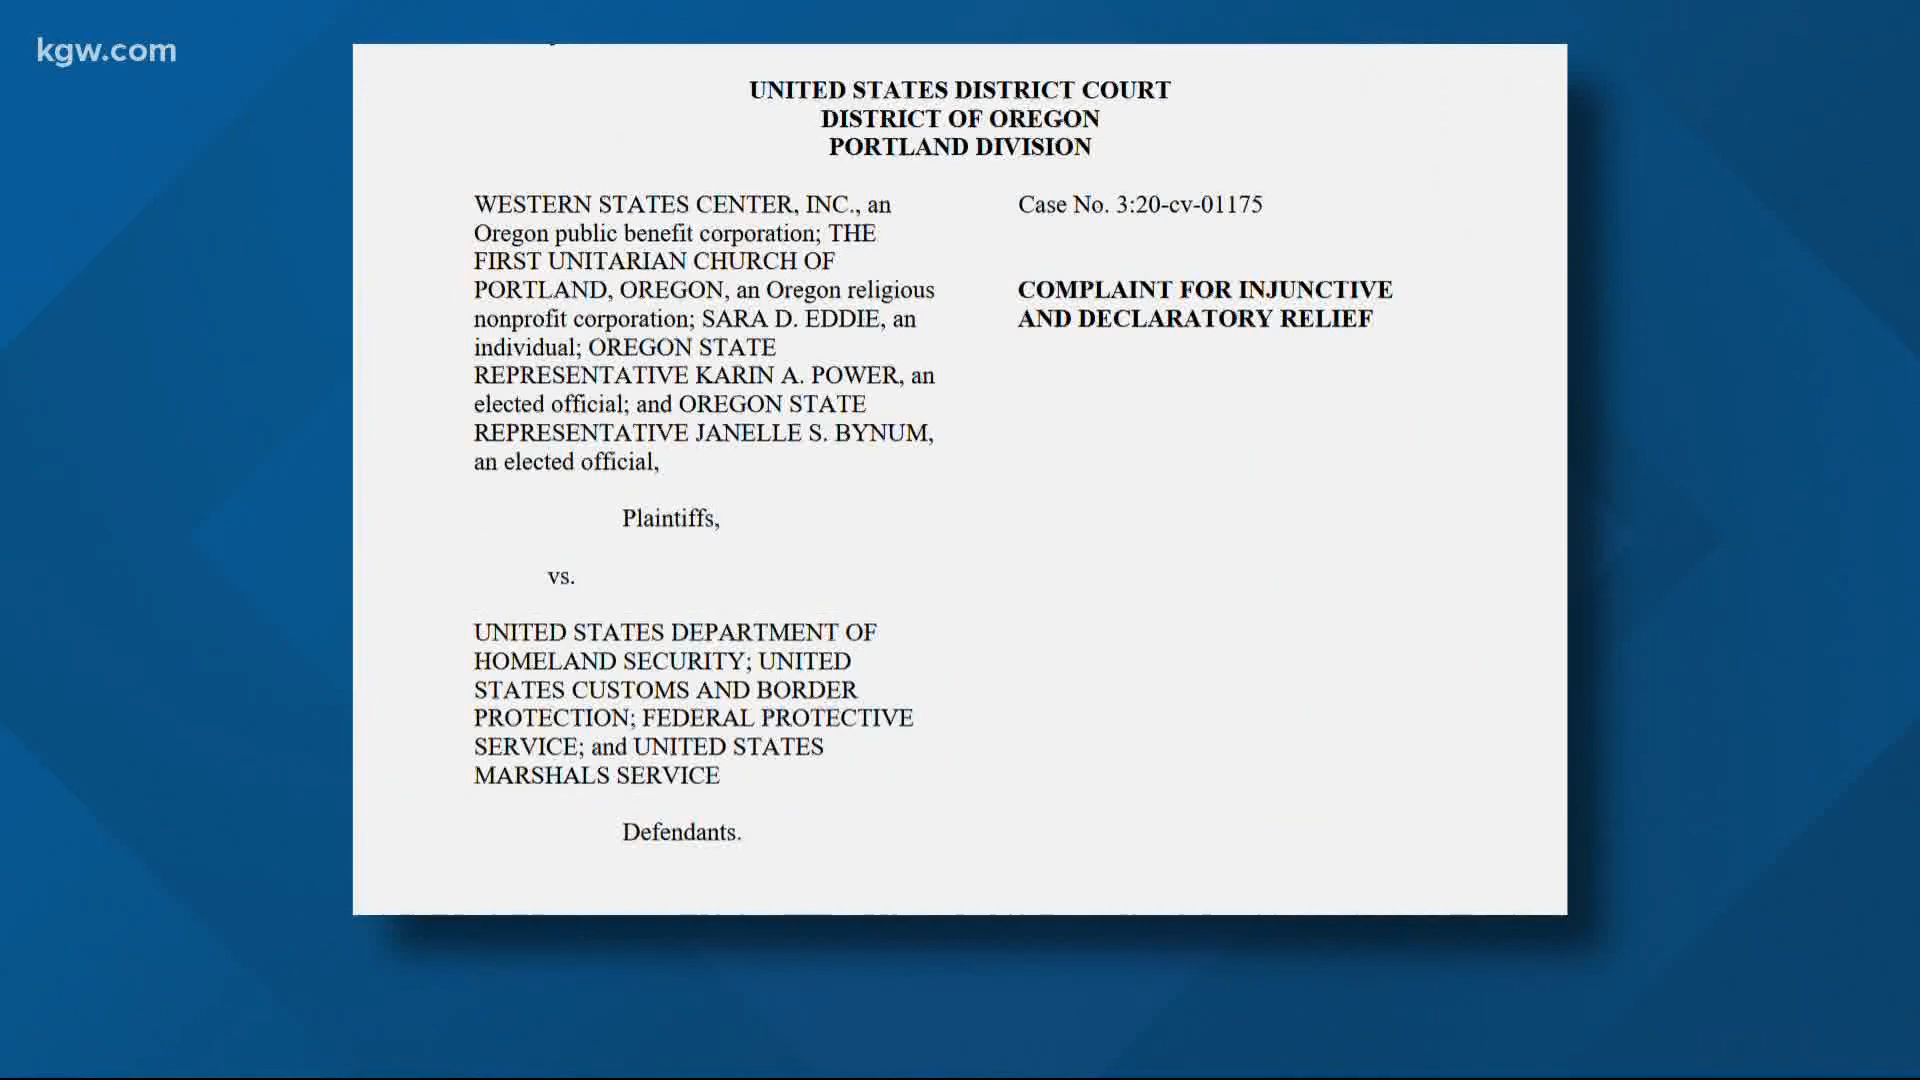 kgw.com
UNITED STATES DISTRICT COURT
DISTRICT OF OREGON
PORTLAND DIVISION
WESTERN STATES CENTER, INC., an
Oregon public benefit corporation; THE
FIRST UNITARIAN CHURCH OF
PORTLAND, OREGON, an Oregon religious
nonprofit corporation; SARA D. EDDIE, an
individual; OREGON STATE
REPRESENTATIVE KARIN A. POWER, an
elected official; and OREGON STATE
REPRESENTATIVE JANELLE S. BYNUM,
an elected official,
Plaintiffs,
vs.
UNITED STATES DEPARTMENT OF
HOMELAND SECURITY; UNITED
STATES CUSTOMS AND BORDER
PROTECTION; FEDERAL PROTECTIVE
SERVICE; and UNITED STATES
MARSHALS SERVICE
Defendants.
Case No. 3:20-cv-01175
COMPLAINT FOR INJUNCTIVE
AND DECLARATORY RELIEF